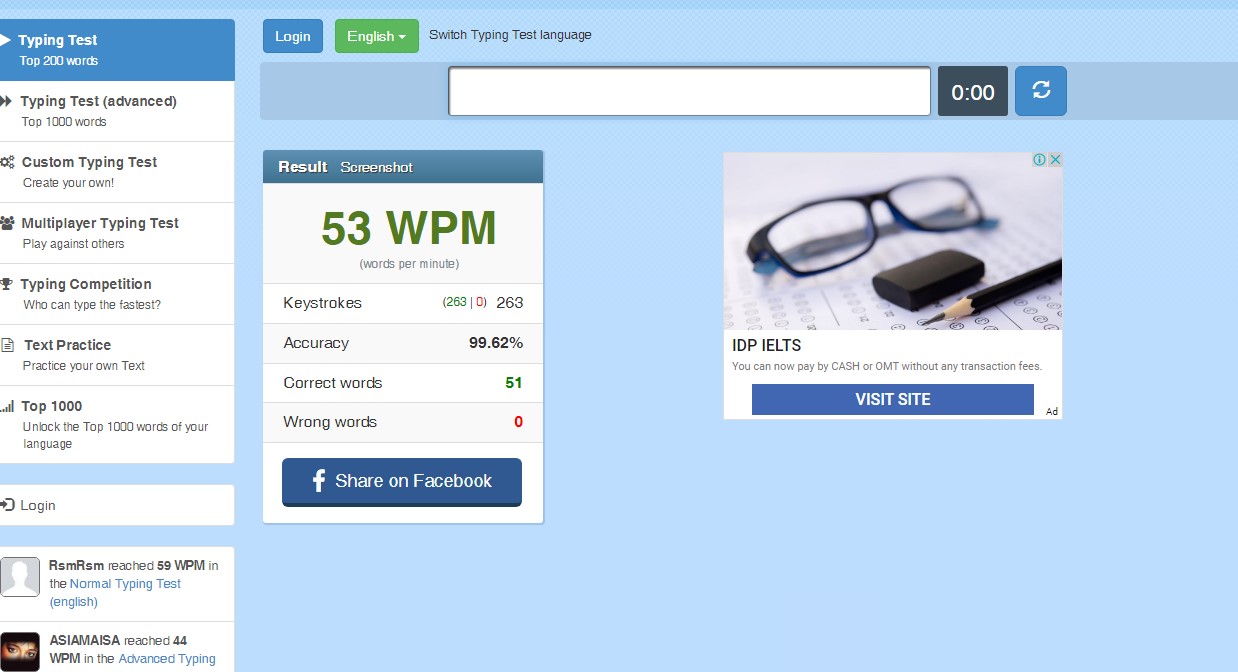 Typing Test
Top 200 words
Typing Test (advanced)
Top 1000 words
Custom Typing Test
Create your own!
Multiplayer Typing Test
Play against others
Typing Competition
Who can type the fastest?
Text Practice
Practice your own Text
Top 1000
Unlock the Top 1000 words of your
language
Login
RsmRsm reached 59 WPM in
the Normal Typing Test
(english)
ASIAMAISA reached 44
WPM in the Advanced Typing
Login English Switch Typing Test language
0:00
Result Screenshot
53 WPM
(words per minute)
Keystrokes (263 | 0) 263
Accuracy 99.62%
Correct words 51
Wrong words 0
Share on Facebook
IDP IELTS
You can now pay by CASH or OMT without any transaction fees.
VISIT SITE
Ad